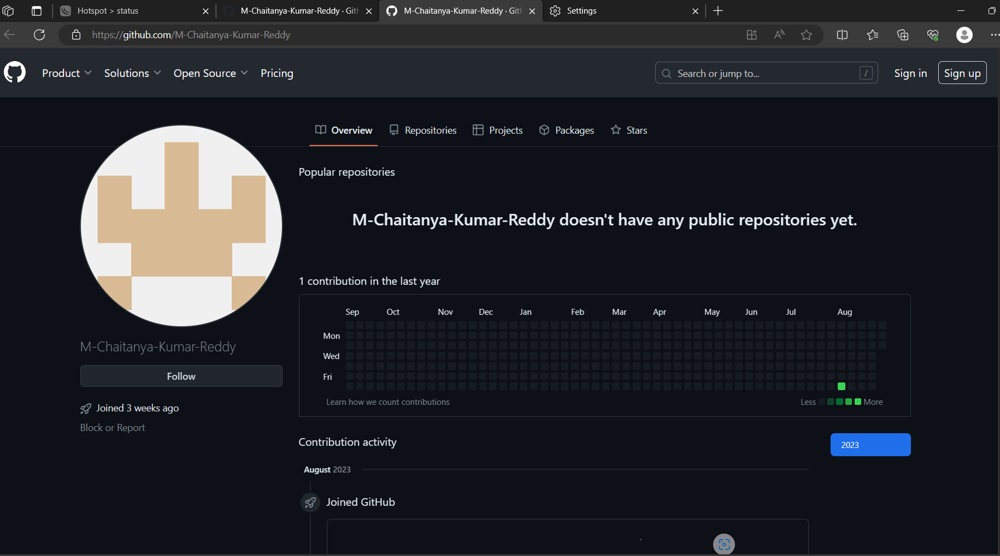 Hotspot > status
M-Chaitanya-Kumar-Reddy · Git
M-Chaitanya-Kumar-Reddy · Git
Settings
https://github.com/M-Chaitanya-Kumar-Reddy
Product
Solutions
Open Source
Pricing
Search or jump to...
/
Sign in
Sign up
Overview
Repositories
Projects
Packages
Stars
Popular repositories
M-Chaitanya-Kumar-Reddy doesn't have any public repositories yet.
1 contribution in the last year
Sep Oct Nov Dec Jan Feb Mar Apr May Jun Jul Aug
Mon
Wed
Fri
Learn how we count contributions
Less
More
M-Chaitanya-Kumar-Reddy
Follow
Joined 3 weeks ago
Block or Report
Contribution activity
2023
August 2023
Joined GitHub